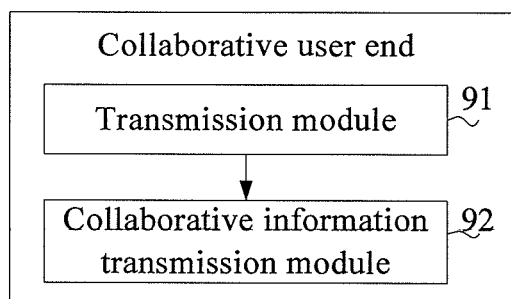 Collaborative user end
Transmission module
91
Collaborative information
transmission module
92